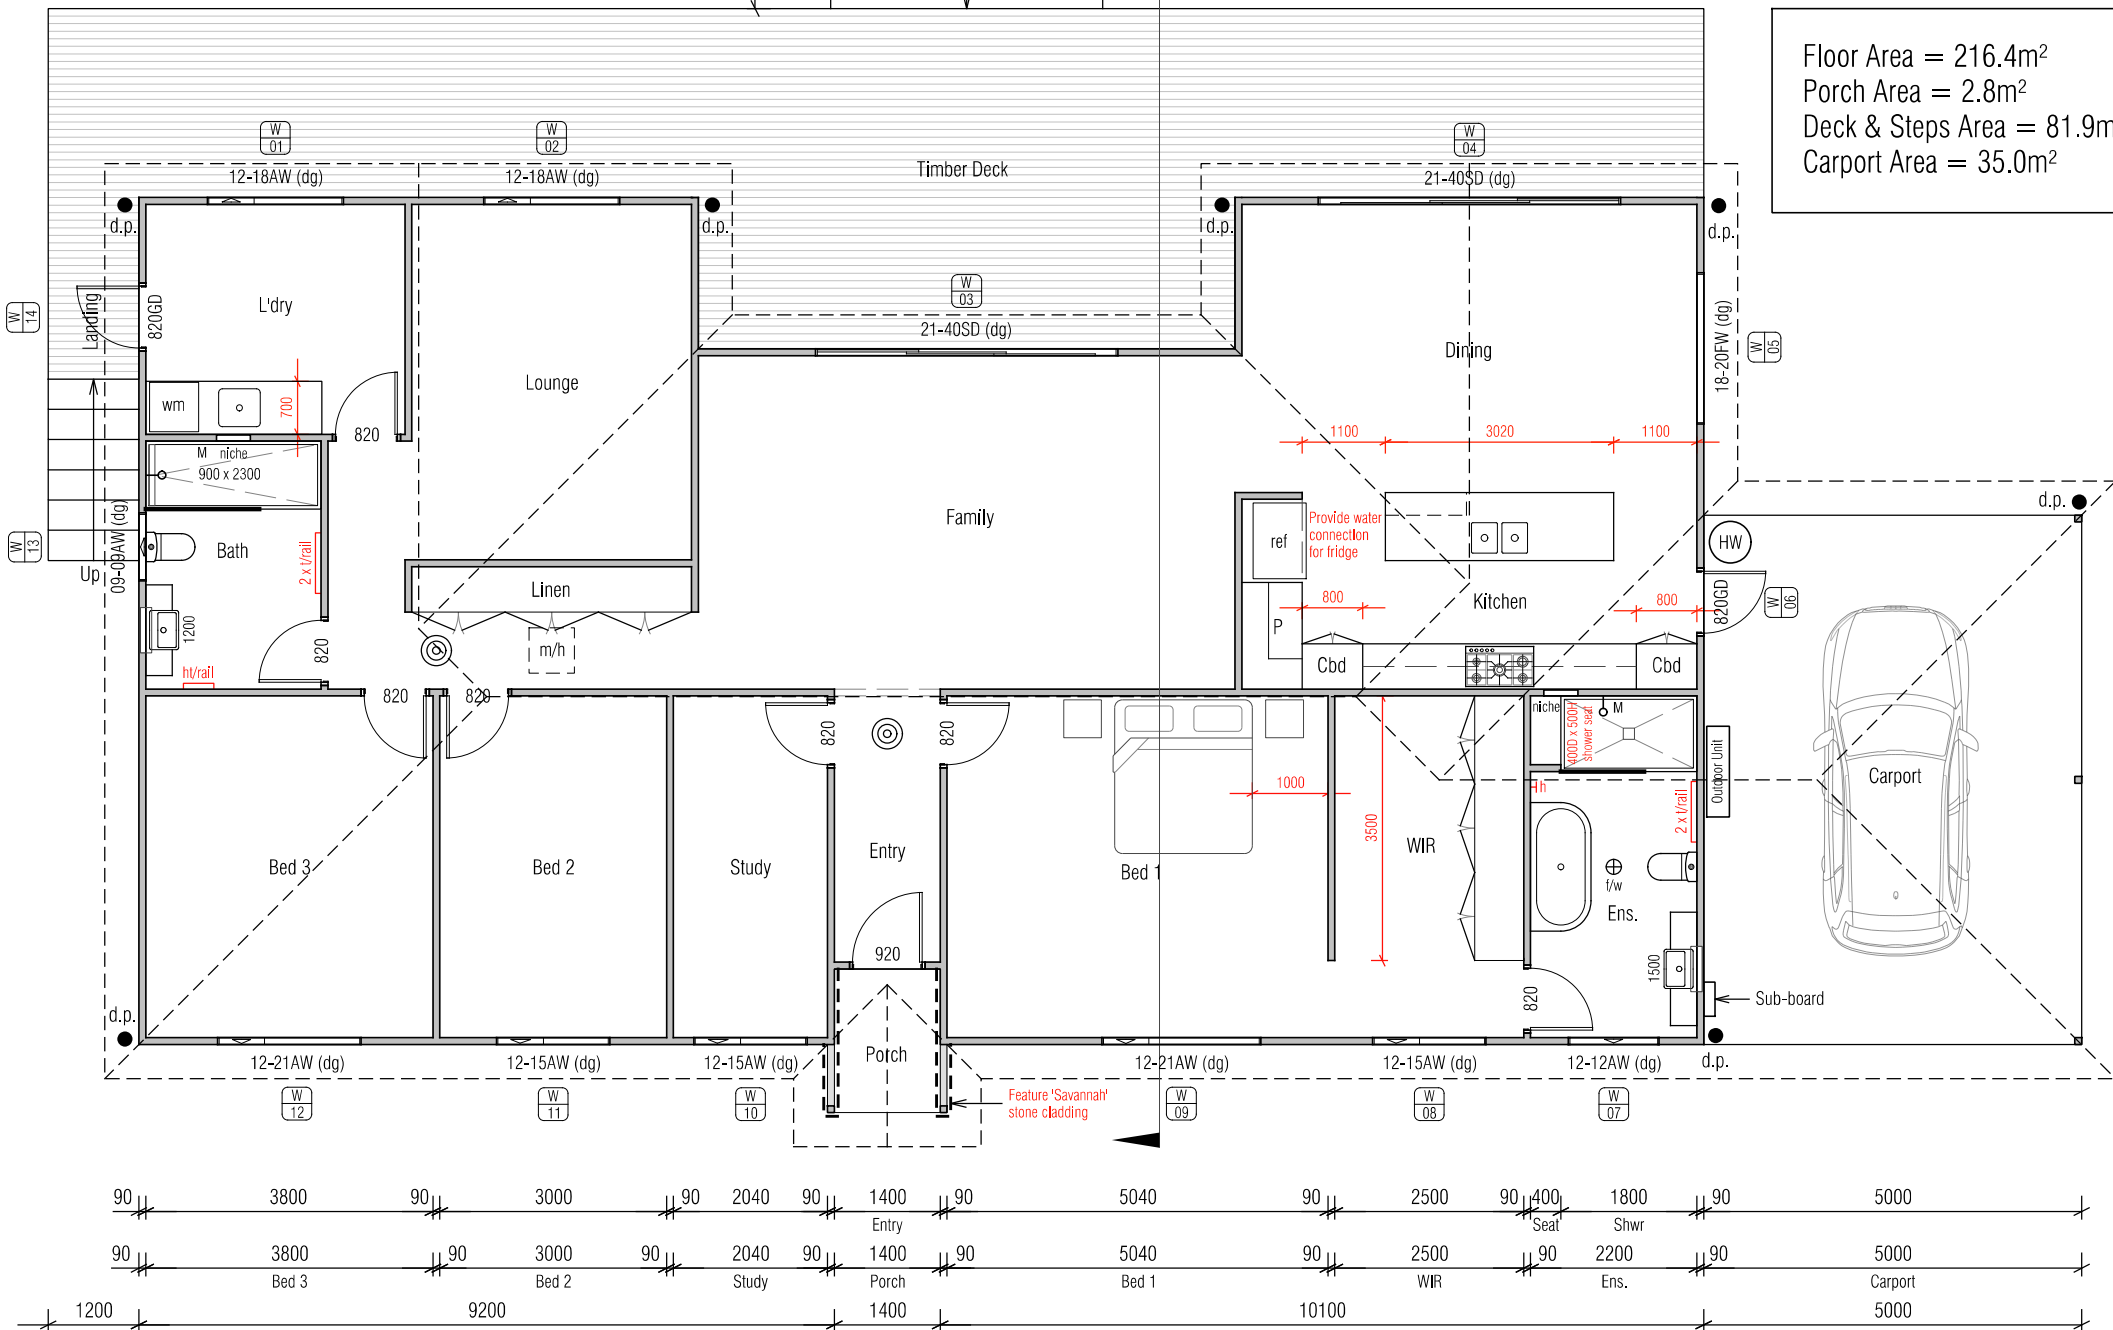 Floor Area = 216.4m²
Porch Area = 2.8m²
Deck & Steps Area = 81.9m
Carport Area = 35.0m²
W
01
W
02
W
04
Timber Deck
12-18AW (dg)
12-18AW (dg)
21-40SD (dg)
d.p.
d.p.
d.p.
d.p.
W
14
Landing
820GD
L'dry
W
03
21-40SD (dg)
18-20FW (dg)
W
05
Dining
Lounge
wm
700
820
1100
3020
1100
M niche
900 x 2300
W
13
Up
09-09AW (dg)
Bath
2 x t/rail
Family
ref
Provide water
connection
for fridge
HW
d.p.
Linen
1200
820
m/h
P
800
Kitchen
800
820GD
W
06
ht/rail
Cbd
Cbd
820
820
820
820
niche
M
400D x 500H
shower seat
Outdoor Unit
Carport
1000
3500
h
2 x t/rail
Bed 3
Bed 2
Study
Entry
Bed 1
WIR
f/w
Ens.
920
1500
820
Sub-board
d.p.
Porch
d.p.
12-21AW (dg)
12-15AW (dg)
12-15AW (dg)
12-21AW (dg)
12-15AW (dg)
12-12AW (dg)
W
12
W
11
W
10
Feature 'Savannah'
stone cladding
W
09
W
08
W
07
90 3800 90 3000 90 2040 90 1400 90 5040 90 2500 90 400 1800 90 5000
Entry Seat Shwr
90 3800 90 3000 90 2040 90 1400 90 5040 90 2500 90 2200 90 5000
Bed 3 Bed 2 Study Porch Bed 1 WIR Ens. Carport
1200 9200 1400 10100 5000